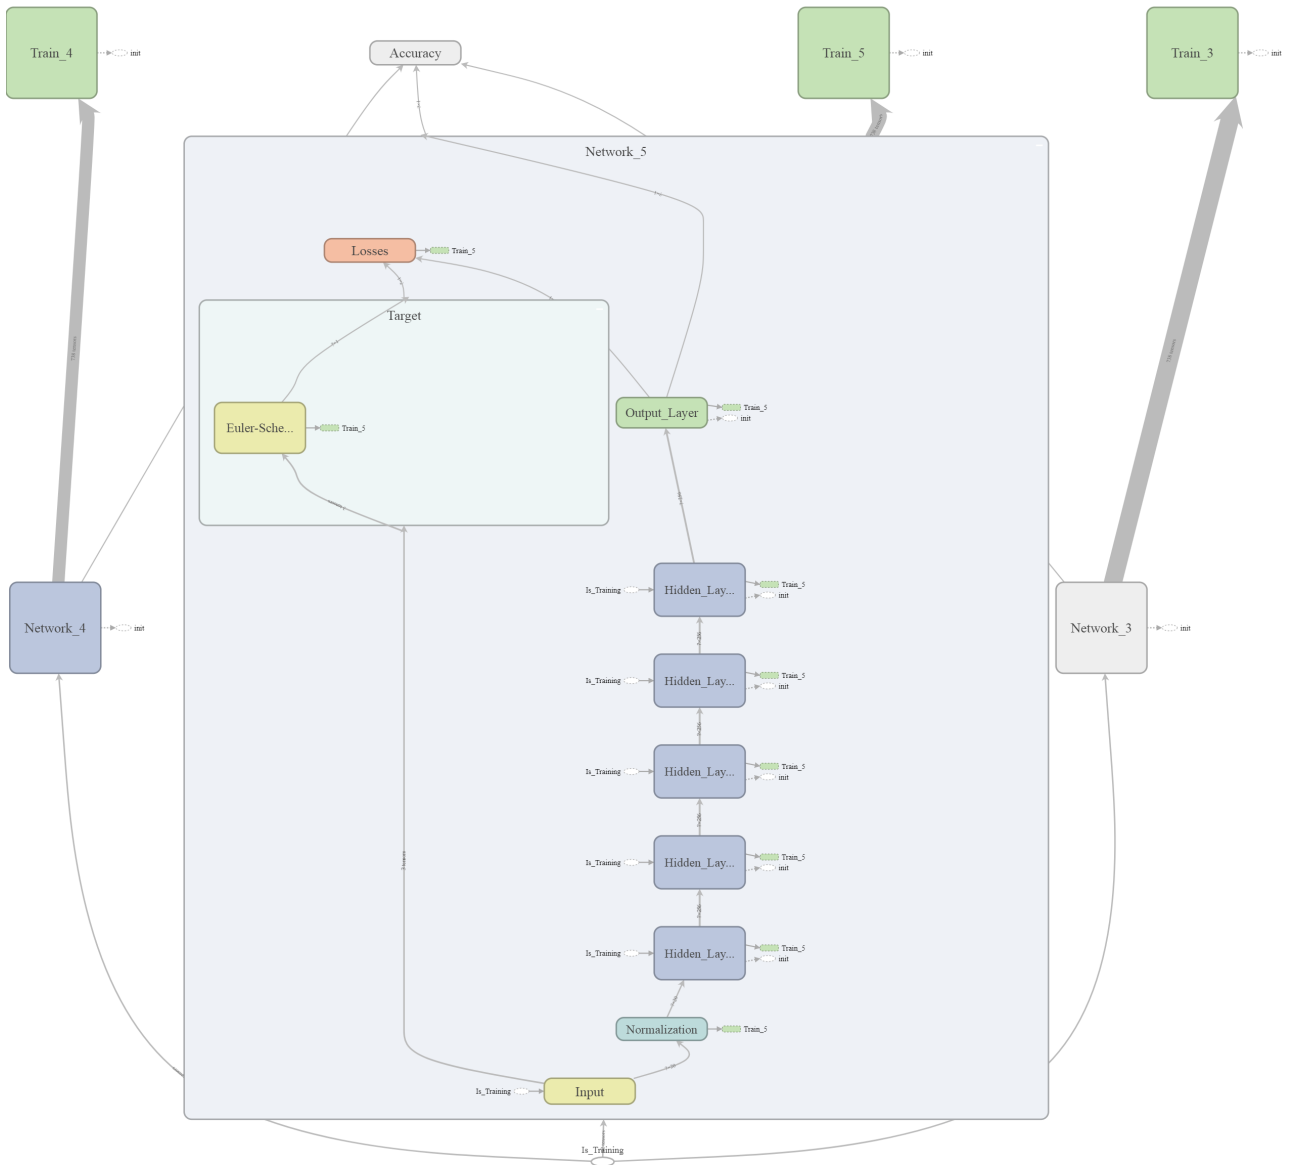 Train_4
init
Accuracy
Train_5
init
Train_3
init
Network_5
Losses
Train_5
Target
Euler-Sche...
Train_5
Output_Layer
Train_5
init
Network_4
init
Network_3
init
Is_Training
Hidden_Lay...
Train_5
init
Is_Training
Hidden_Lay...
Train_5
init
Is_Training
Hidden_Lay...
Train_5
init
Is_Training
Hidden_Lay...
Train_5
init
Is_Training
Hidden_Lay...
Train_5
init
Normalization
Train_5
Is_Training
Input
Is_Training